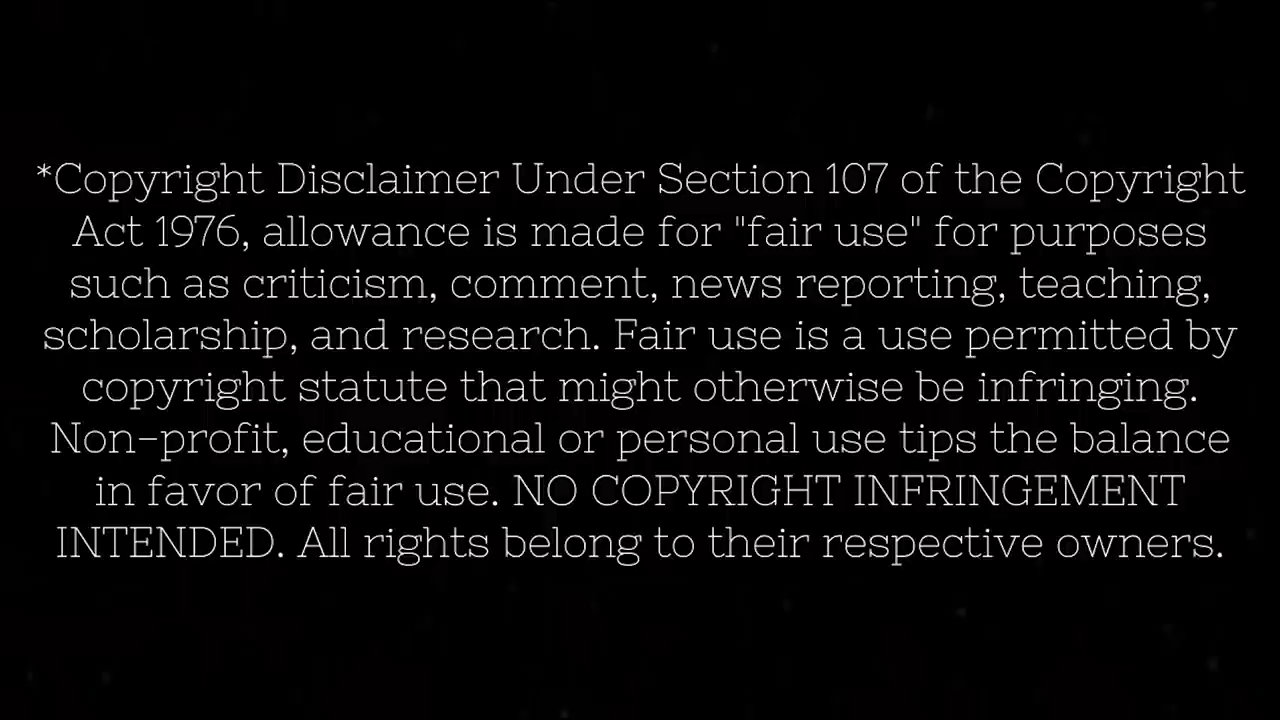 *Copyright Disclaimer Under Section 107 of the Copyright
Act 1976, allowance is made for "fair use" for purposes
such as criticism, comment, news reporting, teaching,
scholarship, and research. Fair use is a use permitted by
copyright statute that might otherwise be infringing.
Non-profit, educational or personal use tips the balance
in favor of fair use. NO COPYRIGHT INFRINGEMENT
INTENDED. All rights belong to their respective owners.